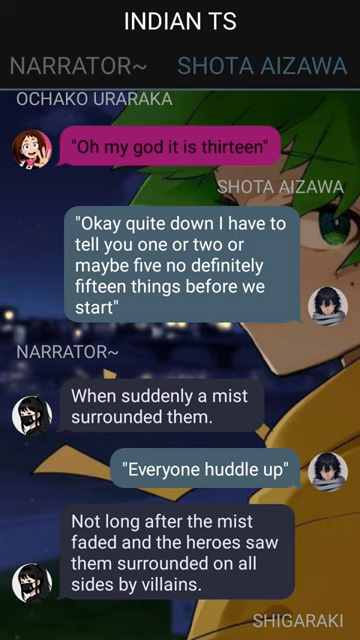 INDIAN TS
NARRATOR~ SHOTA AIZAWA
OCHAKO URARAKA
"Oh my god it is thirteen"
SHOTA AIZAWA
"Okay quite down I have to
tell you one or two or
maybe five no definitely
fifteen things before we
start"
NARRATOR~
When suddenly a mist
surrounded them.
"Everyone huddle up"
Not long after the mist
faded and the heroes saw
them surrounded on all
sides by villains.
SHIGARAKI